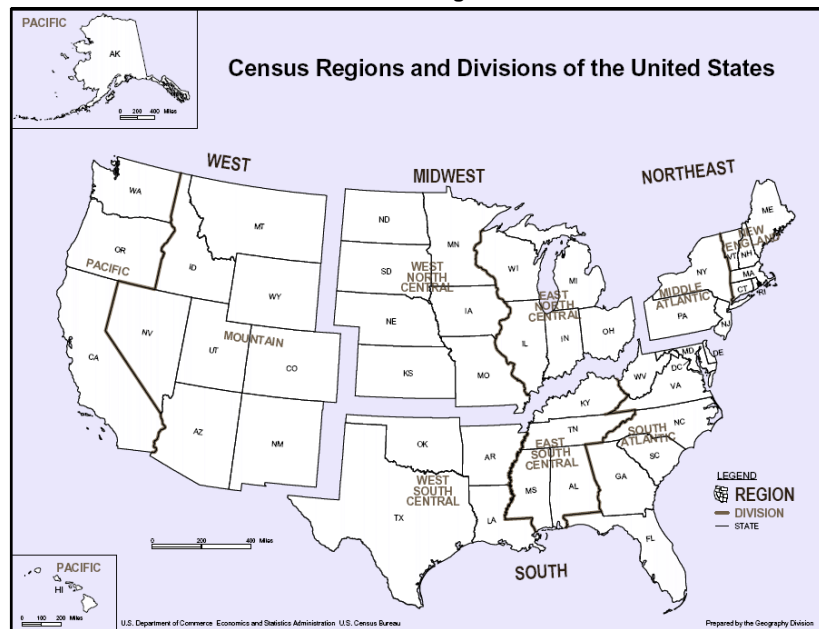 PACIFIC
AK
0 200 400 Miles
Census Regions and Divisions of the United States
WEST
MIDWEST
NORTHEAST
WA
MT
ND
MN
ME
OR
ID
SD
WI
MI
NY
VT
NH
NEW
ENGLAND
MA
CT
RI
PACIFIC
WY
WEST
NORTH
CENTRAL
EAST
NORTH
CENTRAL
MIDDLE
ATLANTIC
PA
NJ
NV
UT
MOUNTAIN
CO
NE
IA
IL
IN
OH
CA
KS
MO
WV
MD
DE
DC
VA
KY
AZ
NM
OK
AR
TN
NC
EAST
SOUTH
CENTRAL
SOUTH
ATLANTIC
SC
WEST
SOUTH
CENTRAL
MS
AL
GA
TX
LA
FL
LEGEND
REGION
DIVISION
STATE
0 200 400 Miles
SOUTH
PACIFIC
HI
0 100 200 Miles
U.S. Department of Commerce Economics and Statistics Administration U.S. Census Bureau
Prepared by the Geography Division